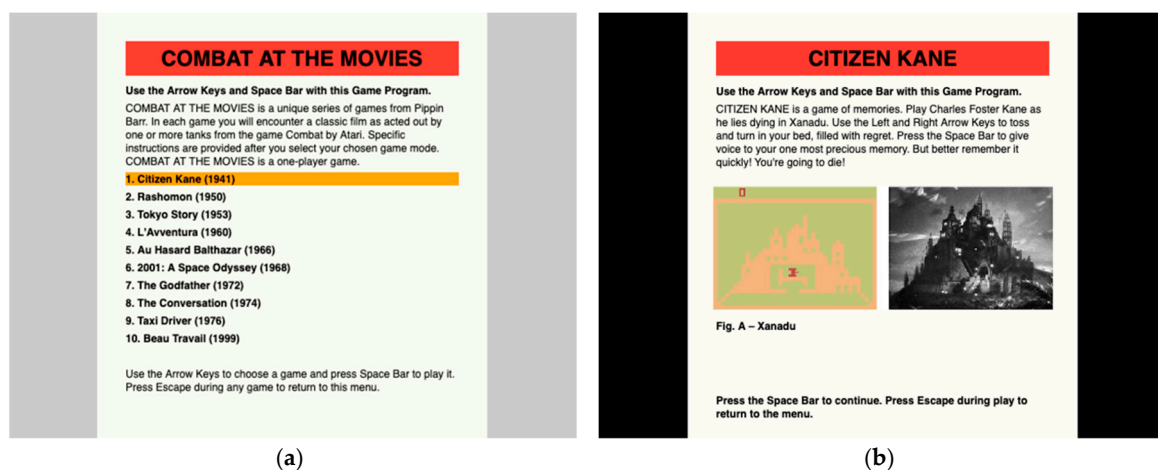 COMBAT AT THE MOVIES
Use the Arrow Keys and Space Bar with this Game Program.
COMBAT AT THE MOVIES is a unique series of games from Pippin
Barr. In each game you will encounter a classic film as acted out by
one or more tanks from the game Combat by Atari. Specific
instructions are provided after you select your chosen game mode.
COMBAT AT THE MOVIES is a one-player game.
1. Citizen Kane (1941)
2. Rashomon (1950)
3. Tokyo Story (1953)
4. L'Avventura (1960)
5. Au Hasard Balthazar (1966)
6. 2001: A Space Odyssey (1968)
7. The Godfather (1972)
8. The Conversation (1974)
9. Taxi Driver (1976)
10. Beau Travail (1999)
Use the Arrow Keys to choose a game and press Space Bar to play it.
Press Escape during any game to return to this menu.
(a)
CITIZEN KANE
Use the Arrow Keys and Space Bar with this Game Program.
CITIZEN KANE is a game of memories. Play Charles Foster Kane as
he lies dying in Xanadu. Use the Left and Right Arrow Keys to toss
and turn in your bed, filled with regret. Press the Space Bar to give
voice to your one most precious memory. But better remember it
quickly! You're going to die!
0
Fig. A – Xanadu
Press the Space Bar to continue. Press Escape during play to
return to the menu.
(b)